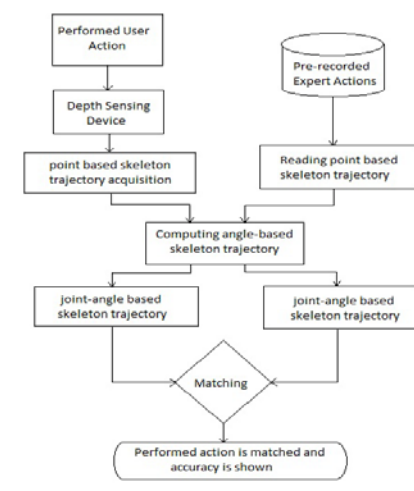 Performed User
Action
Pre-recorded
Expert Actions
Depth Sensing
Device
point based skeleton
trajectory acquisition
Reading point based
skeleton trajectory
Computing angle-based
skeleton trajectory
joint-angle based
skeleton trajectory
joint-angle based
skeleton trajectory
Matching
Performed action is matched and
accuracy is shown